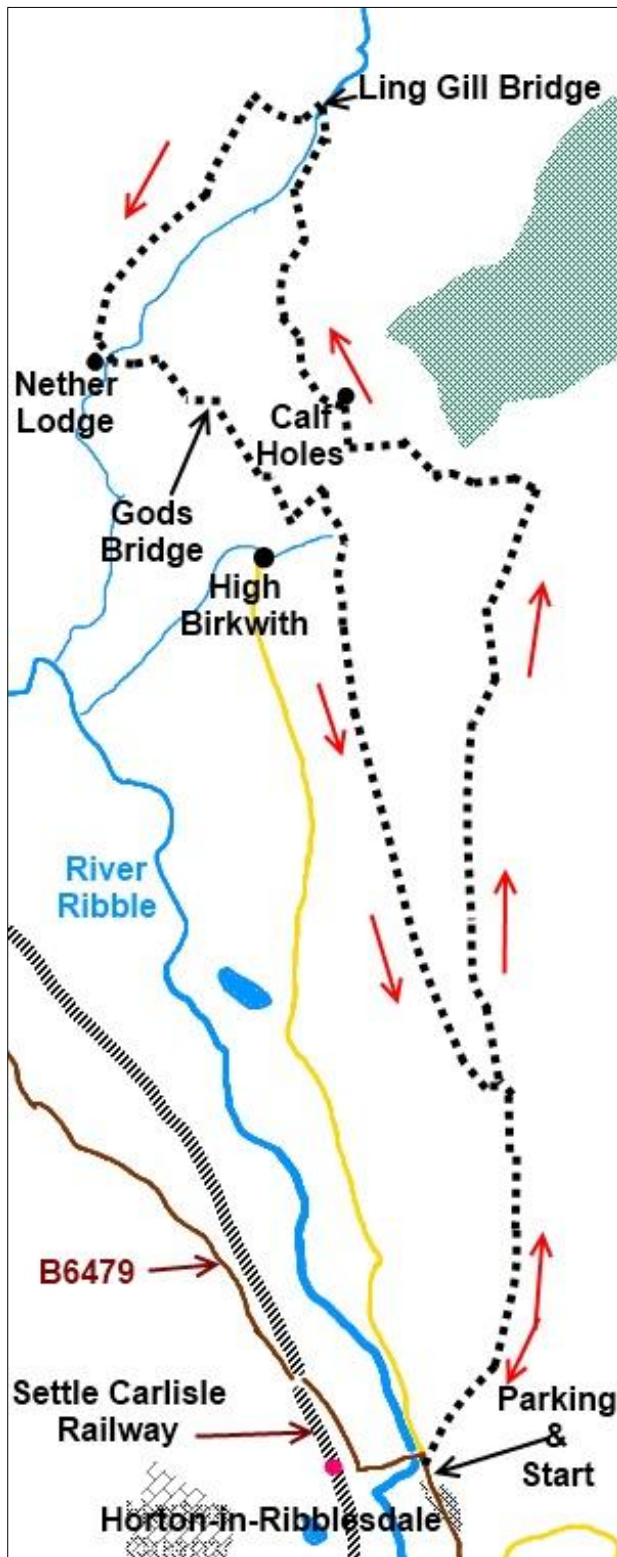 Ling Gill Bridge
Nether
Lodge
Calf
Holes
Gods
Bridge
High
Birkwith
River
Ribble
B6479
Settle Carlisle
Railway
Parking
&
Start
Horton-in-Ribblesdale